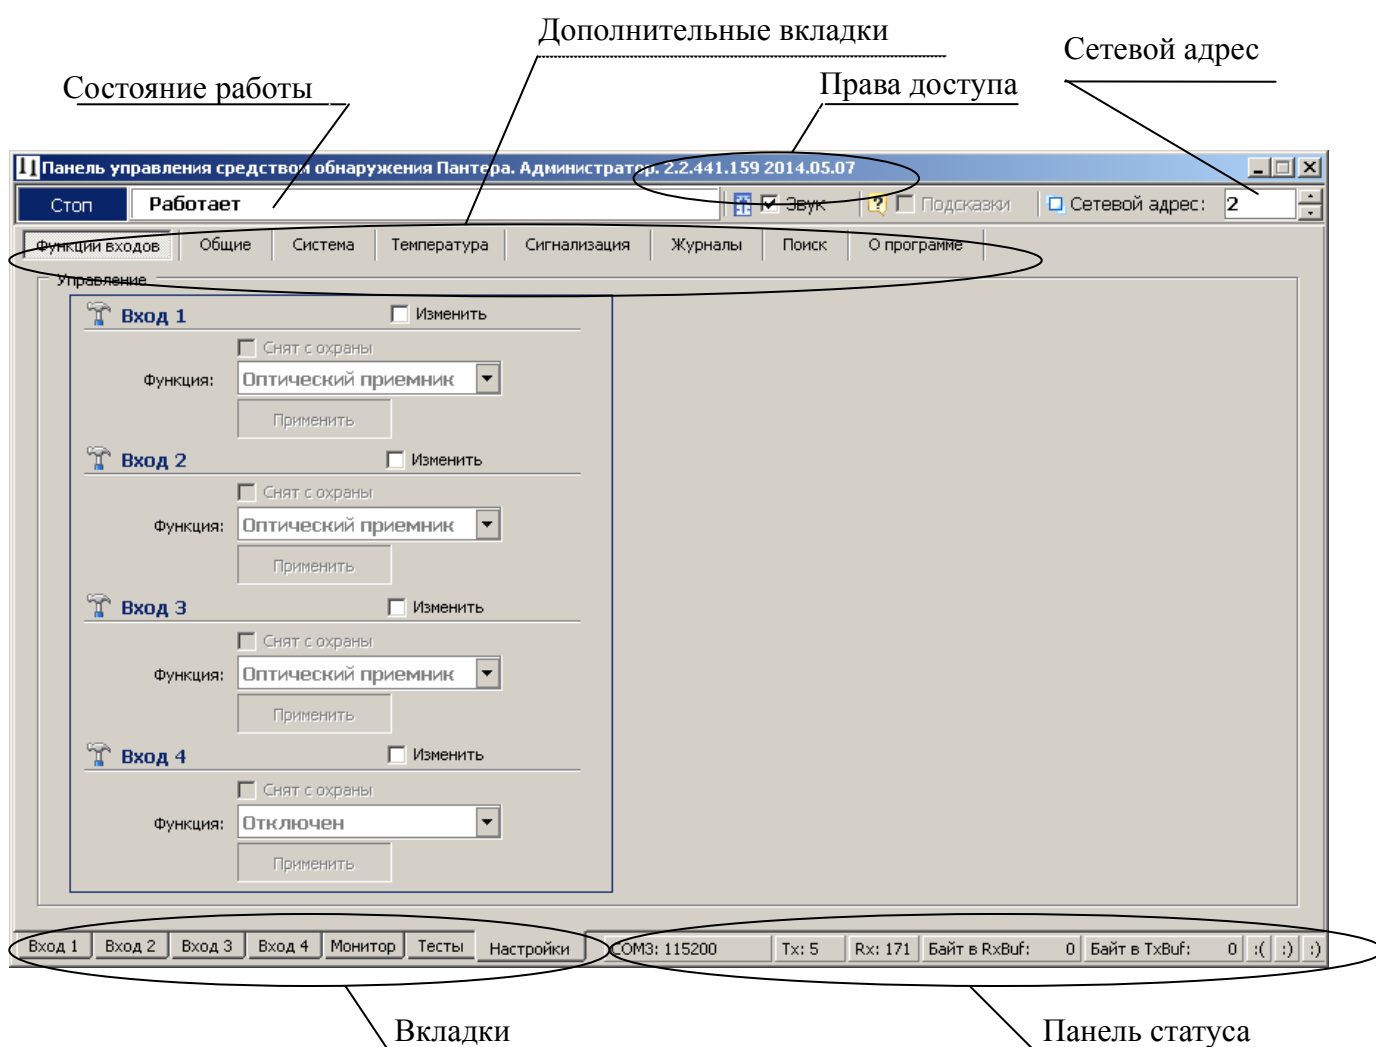 Дополнительные вкладки
Сетевой адрес
Состояние работы
Права доступа
Панель управления средством обнаружения Пантера. Администратор. 2.2.441.159 2014.05.07
Стоп Работает Звук Подсказки Сетевой адрес: 2
Функции входов Общие Система Температура Сигнализация Журналы Поиск О программе
Управление
Вход 1 Изменить
Снят с охраны
Функция: Оптический приемник
Применить
Вход 2 Изменить
Снят с охраны
Функция: Оптический приемник
Применить
Вход 3 Изменить
Снят с охраны
Функция: Оптический приемник
Применить
Вход 4 Изменить
Снят с охраны
Функция: Отключен
Применить
Вход 1 Вход 2 Вход 3 Вход 4 Монитор Тесты Настройки COM3: 115200 Tx: 5 Rx: 171 Байт в RxBuf: 0 Байт в TxBuf: 0 :( :) :)
Вкладки
Панель статуса